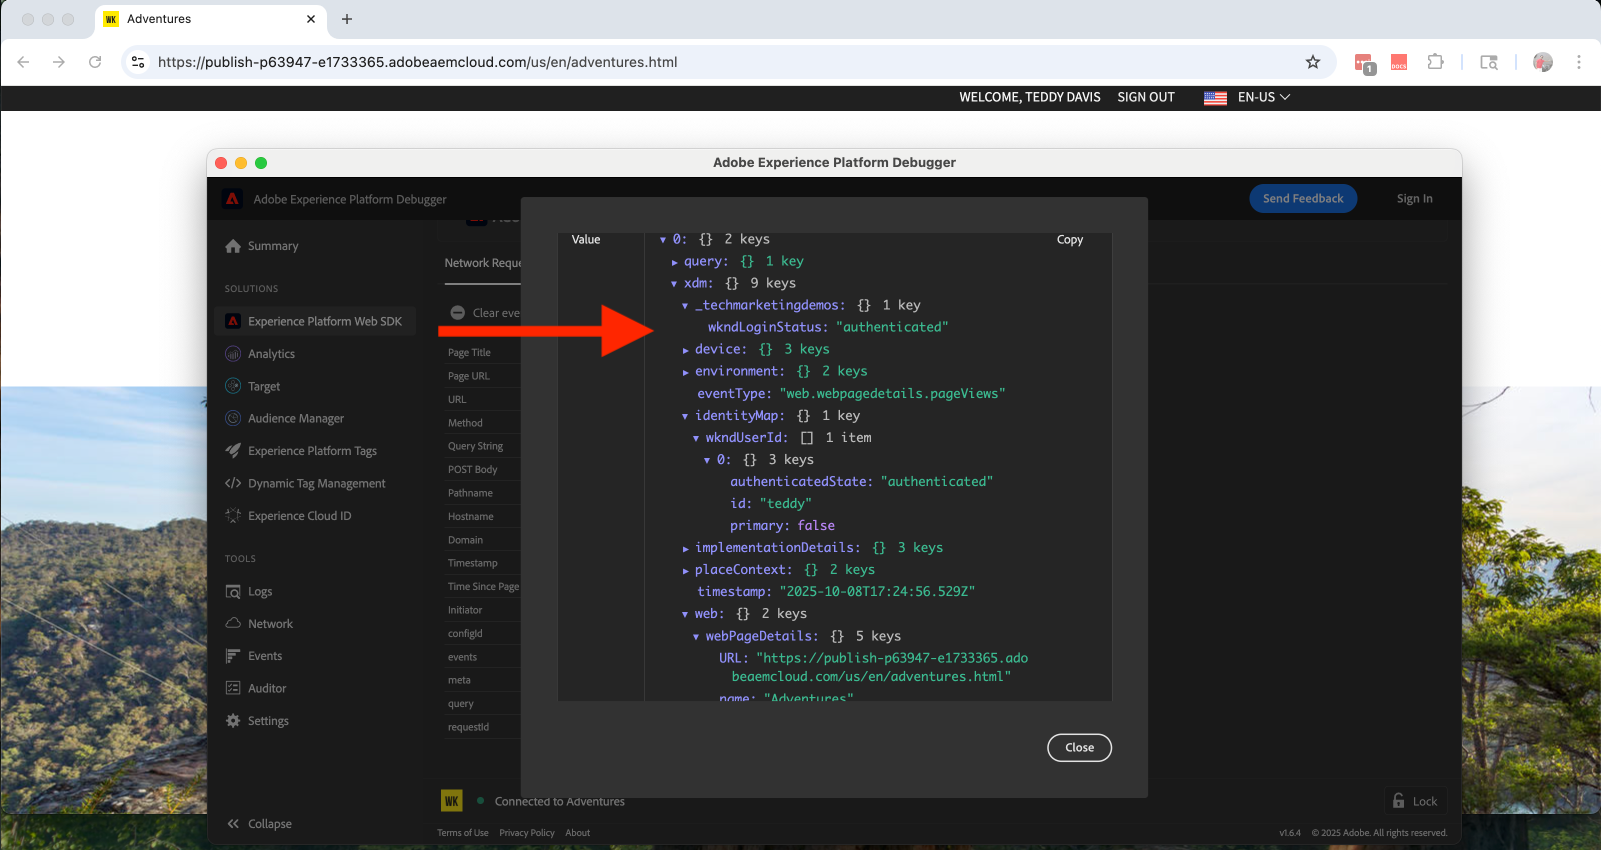 WK Adventures
https://publish-p63947-e1733365.adobeaemcloud.com/us/en/adventures.html
1
DOCS
WELCOME, TEDDY DAVIS SIGN OUT EN-US
Adobe Experience Platform Debugger
Adobe Experience Platform Debugger
Send Feedback
Sign In
Summary
SOLUTIONS
Experience Platform Web SDK
Analytics
Target
Audience Manager
Experience Platform Tags
Dynamic Tag Management
Experience Cloud ID
TOOLS
Logs
Network
Events
Auditor
Settings
Collapse
Network Reque
Clear eve
Page Title
Page URL
URL
Method
Query String
POST Body
Pathname
Hostname
Domain
Timestamp
Time Since Page
Initiator
configId
events
meta
query
requestId
Value
Copy
0: {} 2 keys
query: {} 1 key
xdm: {} 9 keys
_techmarketingdemos: {} 1 key
wkndLoginStatus: "authenticated"
device: {} 3 keys
environment: {} 2 keys
eventType: "web.webpagedetails.pageViews"
identityMap: {} 1 key
wkndUserId: [] 1 item
0: {} 3 keys
authenticatedState: "authenticated"
id: "teddy"
primary: false
implementationDetails: {} 3 keys
placeContext: {} 2 keys
timestamp: "2025-10-08T17:24:56.529Z"
web: {} 2 keys
webPageDetails: {} 5 keys
URL: "https://publish-p63947-e1733365.ado
beaemcloud.com/us/en/adventures.html"
name: "Adventures"
Close
WK Connected to Adventures
Lock
Terms of Use Privacy Policy About
v1.6.4 © 2025 Adobe. All rights reserved.